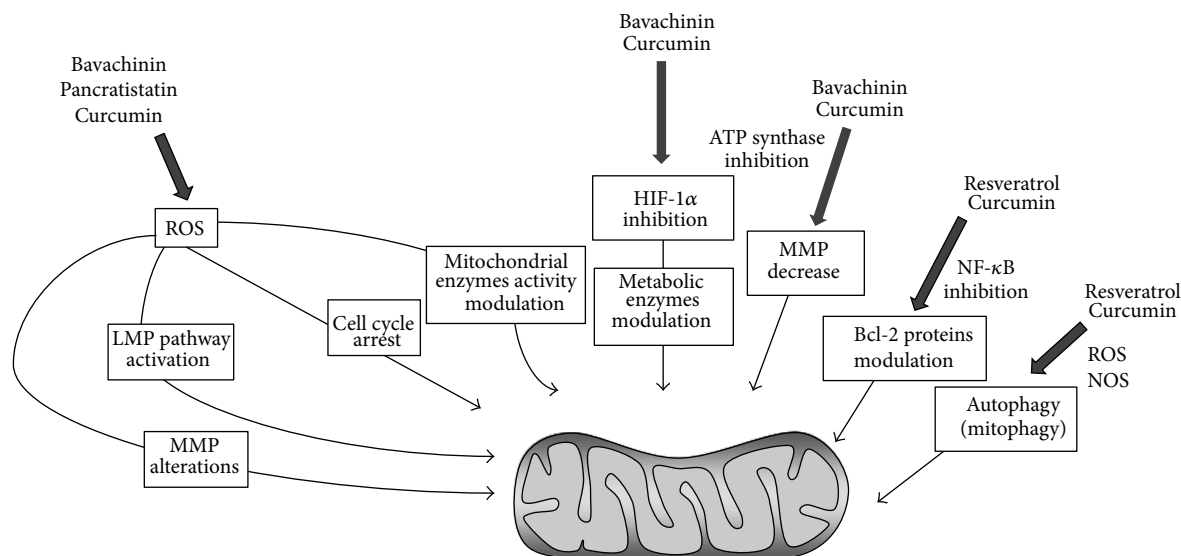 Bavachinin
Pancratistatin
Curcumin
ROS
LMP pathway
activation
MMP
alterations
Cell cycle
arrest
Mitochondrial
enzymes activity
modulation
Bavachinin
Curcumin
HIF-1α
inhibition
Metabolic
enzymes
modulation
Bavachinin
Curcumin
ATP synthase
inhibition
MMP
decrease
Resveratrol
Curcumin
NF-κB
inhibition
Bcl-2 proteins
modulation
Resveratrol
Curcumin
ROS
NOS
Autophagy
(mitophagy)